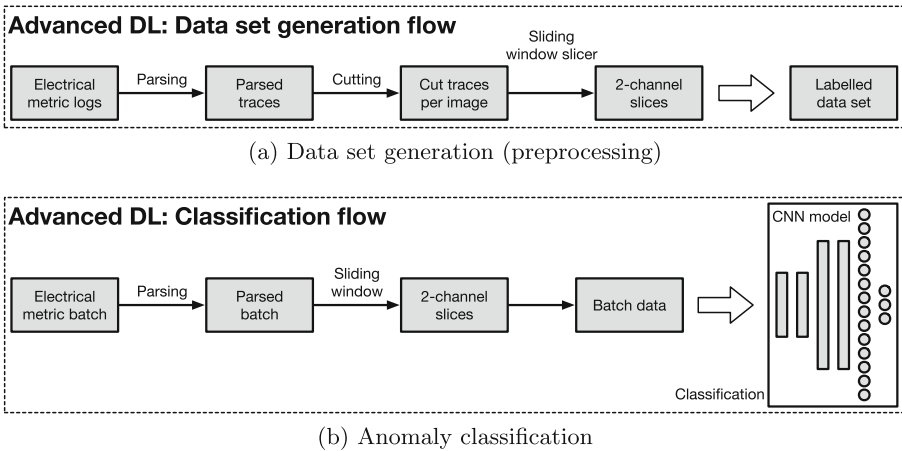 Advanced DL: Data set generation flow
Electrical
metric logs
Parsing
Parsed
traces
Cutting
Cut traces
per image
Sliding
window slicer
2-channel
slices
Labelled
data set
(a) Data set generation (preprocessing)
Advanced DL: Classification flow
Electrical
metric batch
Parsing
Parsed
batch
Sliding
window
2-channel
slices
Batch data
CNN model
Classification
(b) Anomaly classification